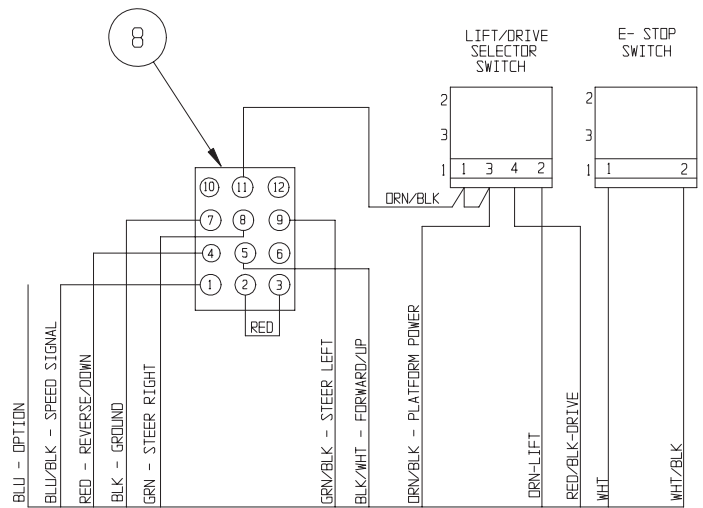 8
LIFT/DRIVE
SELECTOR
SWITCH
E- STOP
SWITCH
2
3
1
1 3 4 2
2
3
1
1 2
ORN/BLK
10 11 12
7 8 9
4 5 6
1 2 3
RED
BLU - OPTION
BLU/BLK - SPEED SIGNAL
RED - REVERSE/DOWN
BLK - GROUND
GRN - STEER RIGHT
GRN/BLK - STEER LEFT
BLK/WHT - FORWARD/UP
ORN/BLK - PLATFORM POWER
ORN-LIFT
RED/BLK-DRIVE
WHT
WHT/BLK